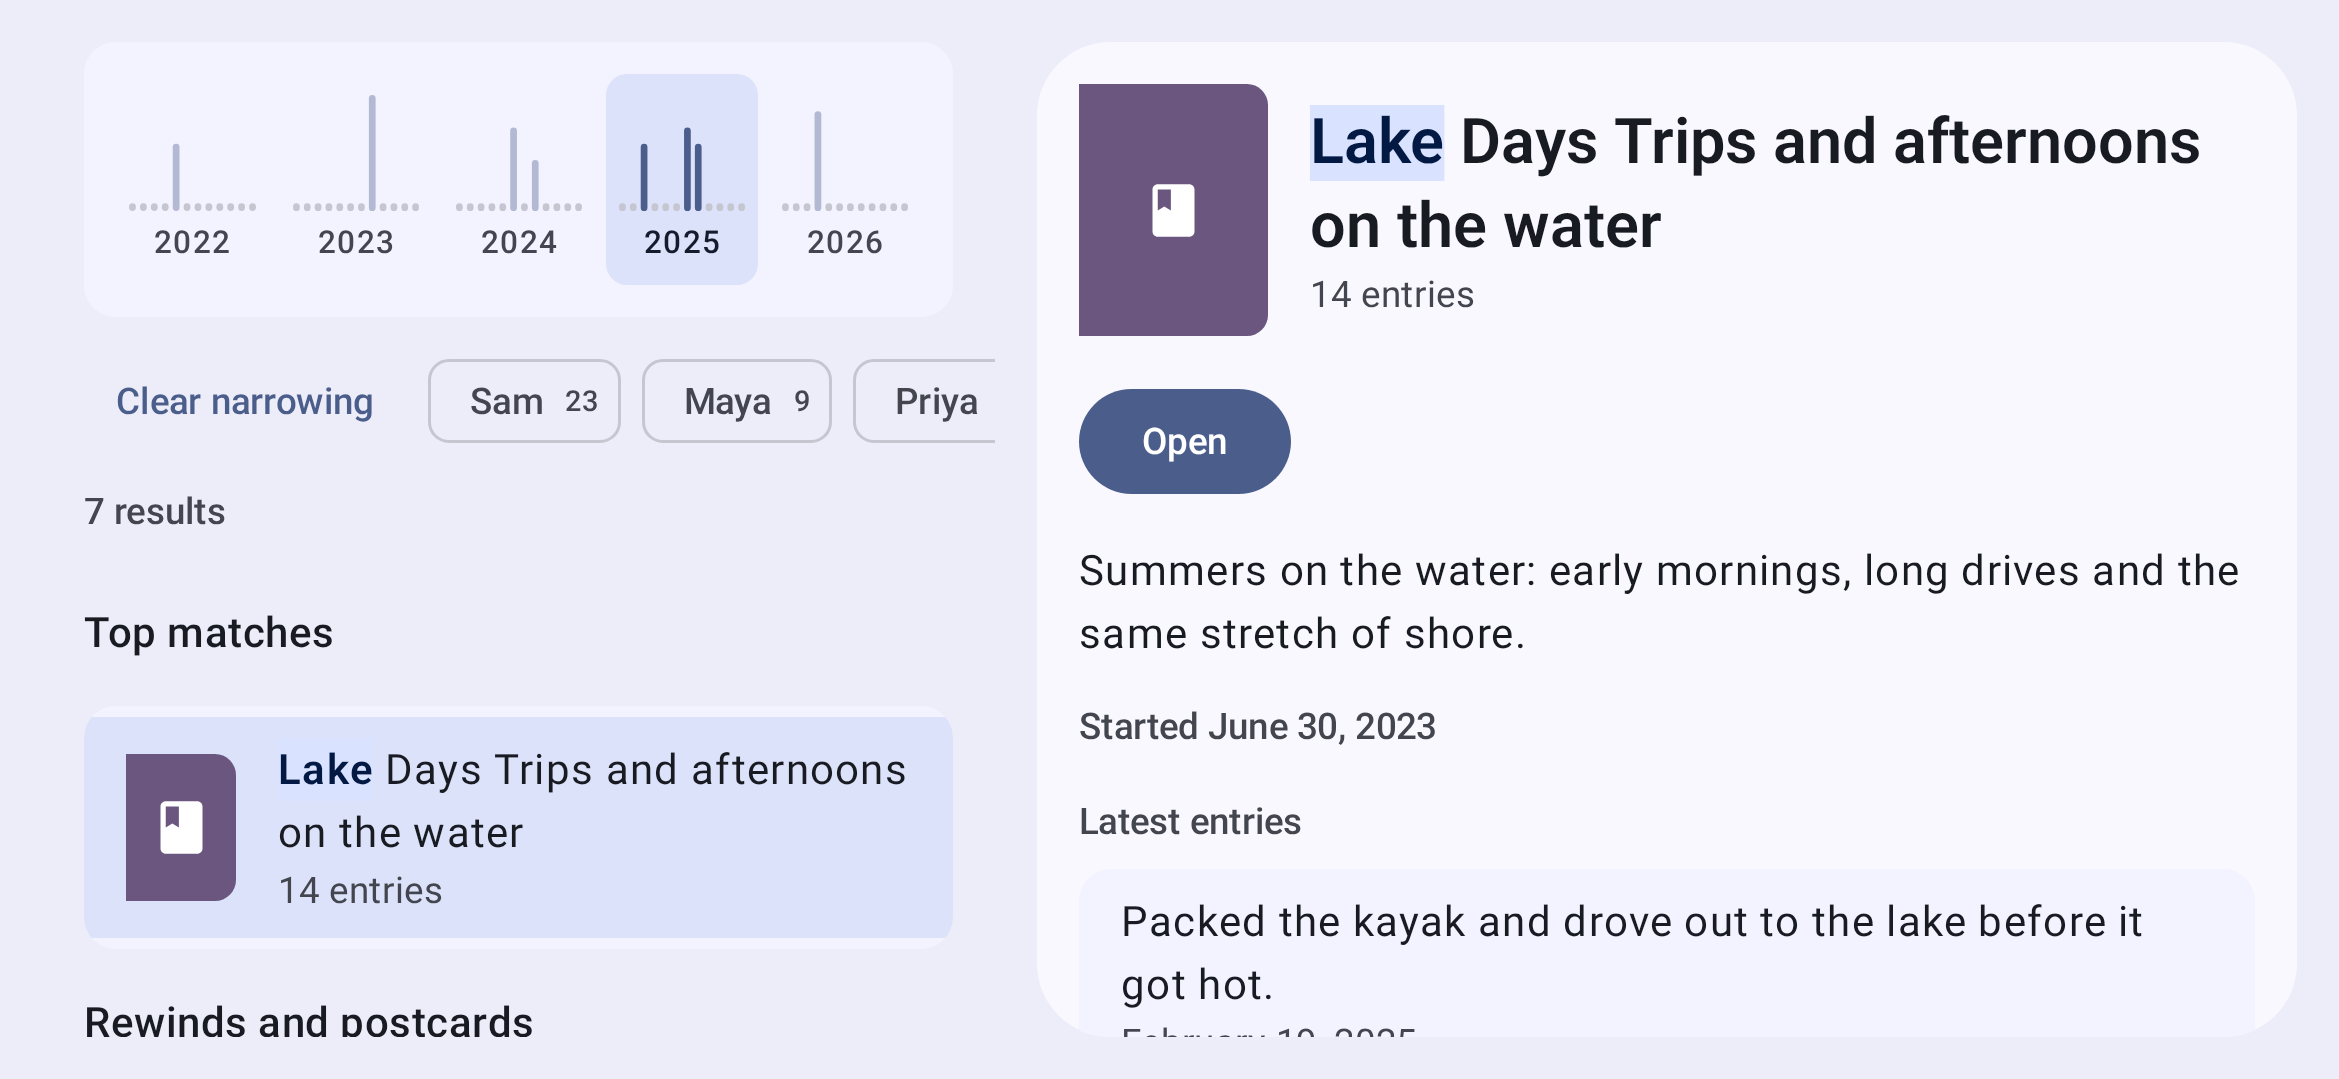 2022 2023 2024 2025 2026
Clear narrowing Sam 23 Maya 9 Priya
7 results
Top matches
Lake Days Trips and afternoons
on the water
14 entries
Rewinds and postcards
Lake Days Trips and afternoons
on the water
14 entries
Open
Summers on the water: early mornings, long drives and the
same stretch of shore.
Started June 30, 2023
Latest entries
Packed the kayak and drove out to the lake before it
got hot.